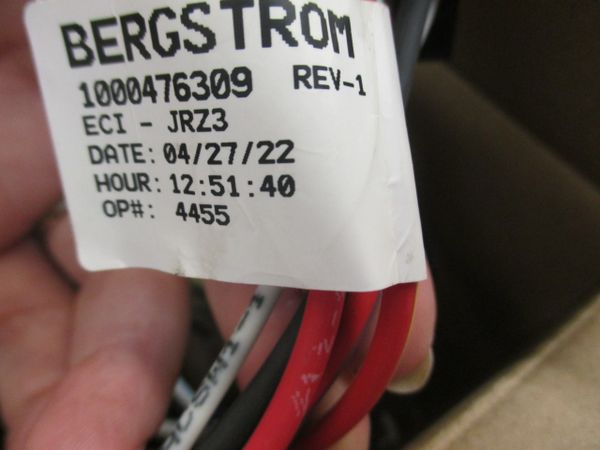 BERGSTROM
1000476309 REV-1
ECI - JRZ3
DATE: 04/27/22
HOUR: 12:51:40
OP#: 4455